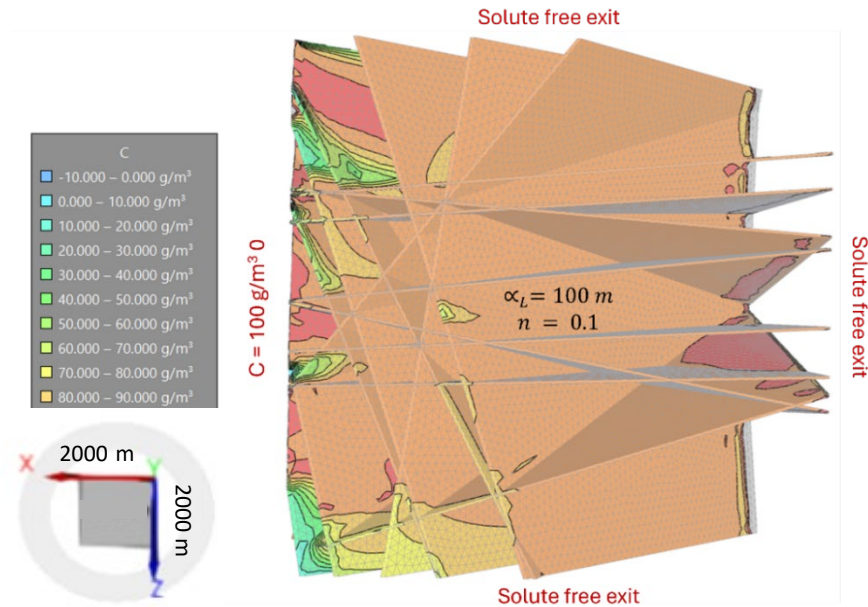 Solute free exit
C
-10.000 – 0.000 g/m³
0.000 – 10.000 g/m³
10.000 – 20.000 g/m³
20.000 – 30.000 g/m³
30.000 – 40.000 g/m³
40.000 – 50.000 g/m³
50.000 – 60.000 g/m³
60.000 – 70.000 g/m³
70.000 – 80.000 g/m³
80.000 – 90.000 g/m³
C = 100 g/m³ 0
∝L = 100 m
n = 0.1
Solute free exit
X
2000 m
Y
2000 m
Z
Solute free exit